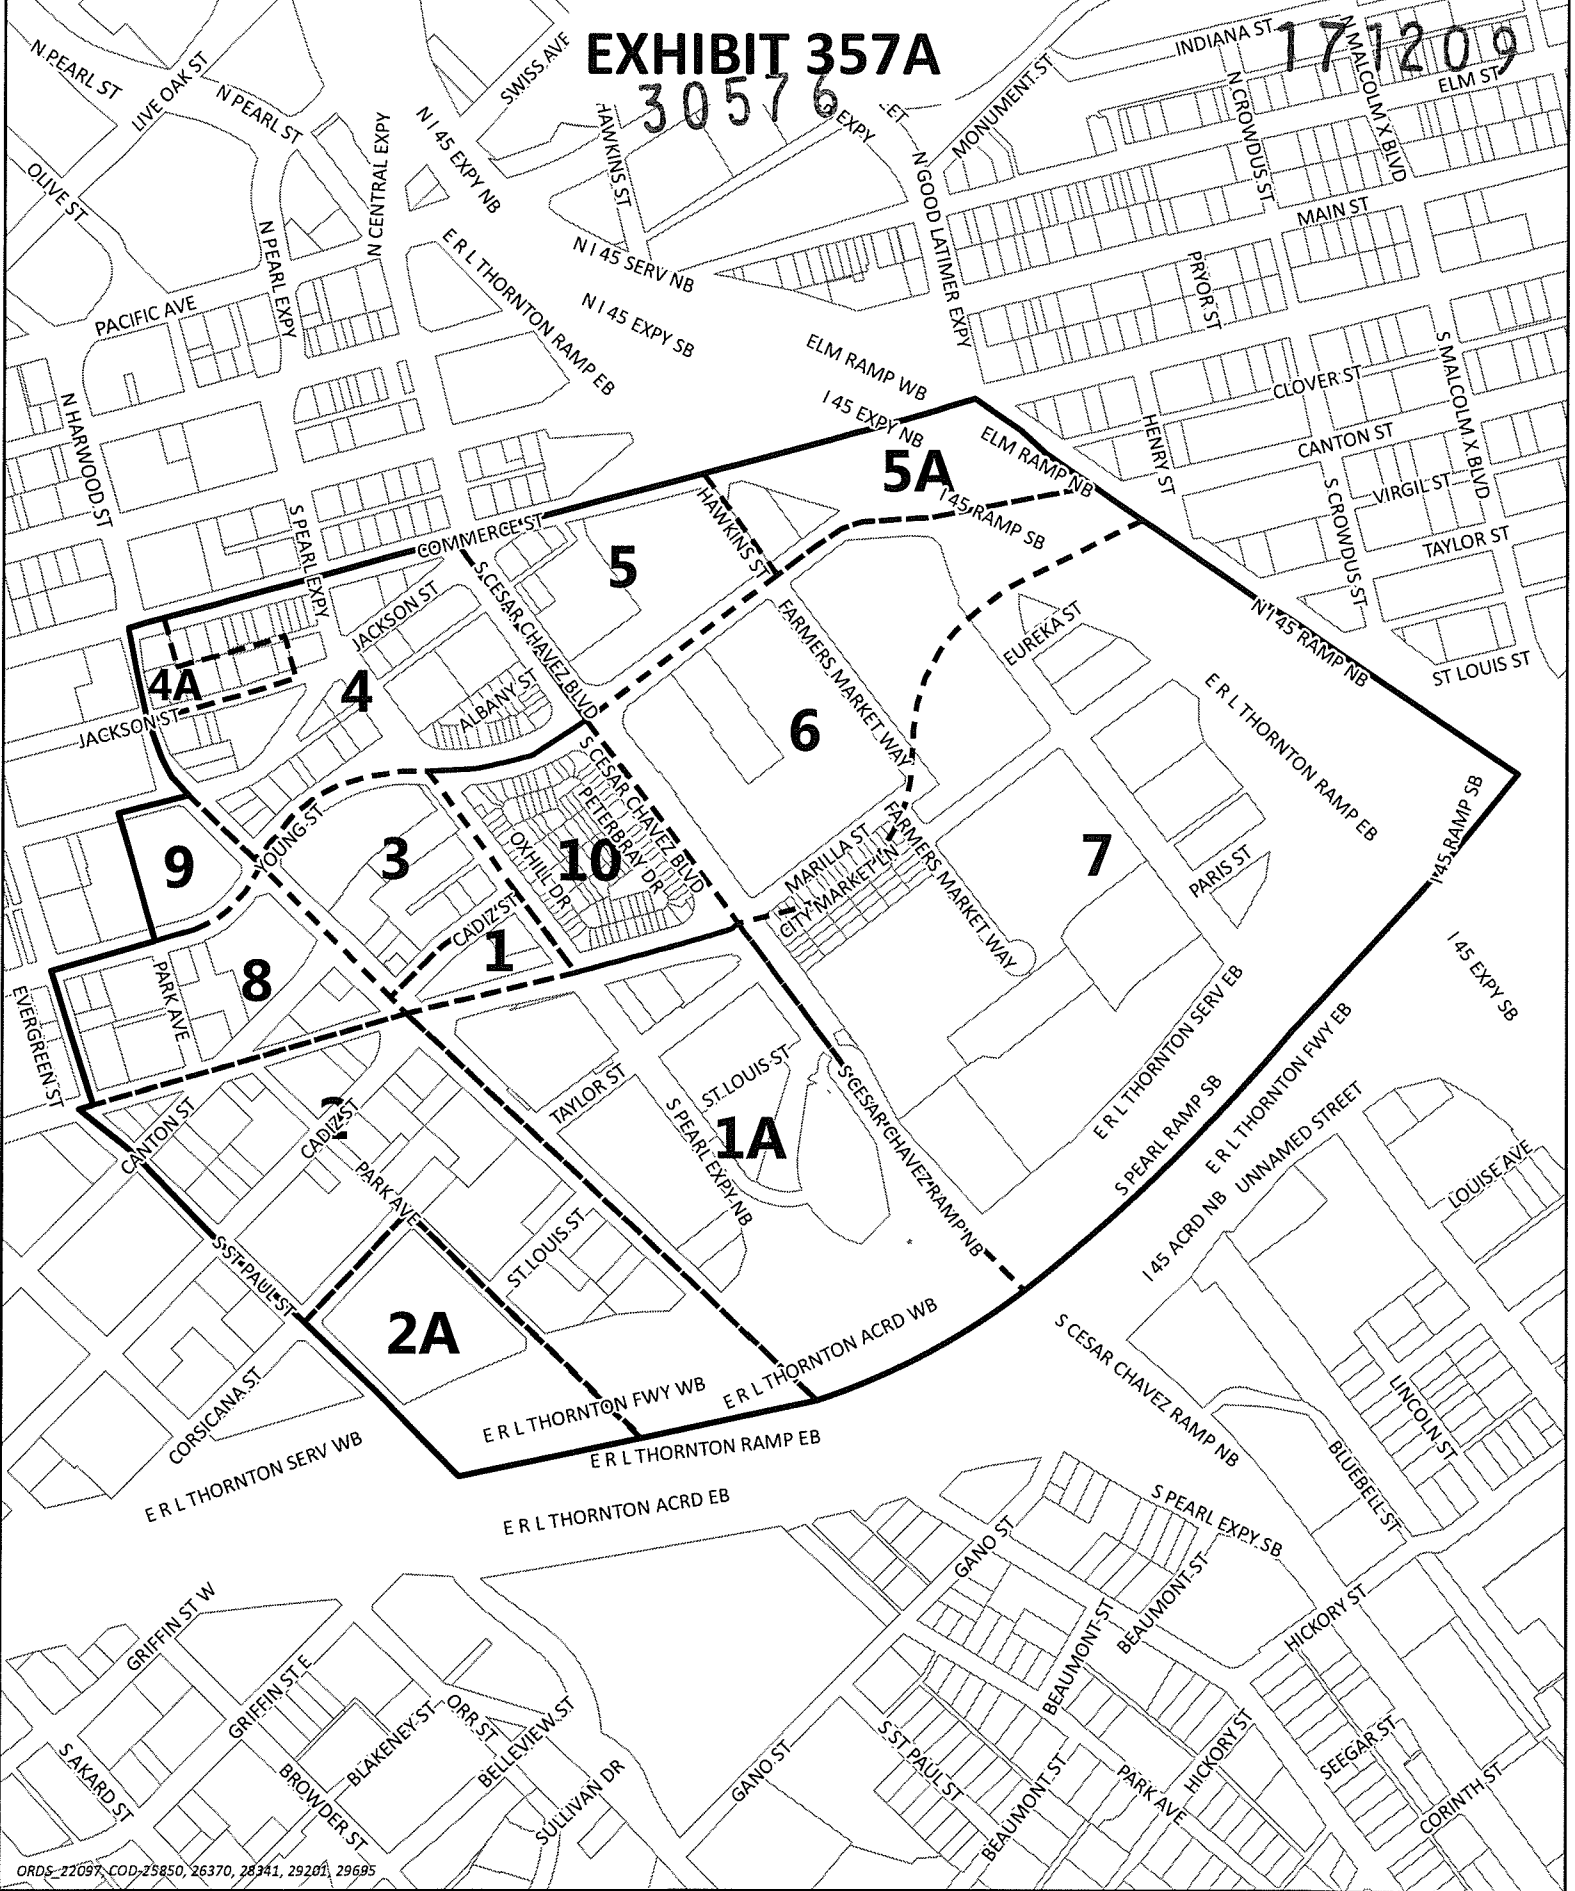 EXHIBIT 357A
171209
30576
INDIANA ST
N MALCOLM X BLVD
ELM ST
N PEARL ST
LIVE OAK ST
N PEARL ST
SWISS AVE
N I 45 EXPY NB
N CENTRAL EXPY
HAWKINS ST
EXPY
ET
MONUMENT ST
N CROWDUS ST
N GOOD LATIMER EXPY
OLIVE ST
N PEARL EXPY
MAIN ST
E R L THORNTON RAMP EB
N I 45 SERV NB
N I 45 EXPY SB
PRYOR ST
PACIFIC AVE
ELM RAMP WB
S MALCOLM X BLVD
CLOVER ST
N HARWOOD ST
I 45 EXPY NB
ELM RAMP NB
HENRY ST
CANTON ST
5A
S PEARL EXPY
HAWKINS ST
I 45 RAMP SB
S CROWDUS ST
VIRGIL ST
COMMERCE ST
TAYLOR ST
5
JACKSON ST
S CESAR CHAVEZ BLVD
FARMERS MARKET WAY
EUREKA ST
N I 45 RAMP NB
ST LOUIS ST
4A
4
ALBANY ST
JACKSON ST
6
E R L THORNTON RAMP EB
S CESAR CHAVEZ BLVD
PETERBRAY DR
OXHILL DR
YOUNG ST
9
3
10
MARILLA ST
CITY MARKET LN
FARMERS MARKET WAY
7
PARIS ST
I 45 RAMP SB
CADIZ ST
1
8
PARK AVE
EVERGREEN ST
I 45 EXPY SB
E R L THORNTON SERV EB
E R L THORNTON FWY EB
CANTON ST
2
CADIZ ST
TAYLOR ST
ST LOUIS ST
S PEARL EXPY NB
1A
S CESAR CHAVEZ RAMP NB
S PEARL RAMP SB
UNNAMED STREET
LOUISE AVE
PARK AVE
ST LOUIS ST
S ST PAUL ST
I 45 ACRD NB
2A
E R L THORNTON ACRD WB
S CESAR CHAVEZ RAMP NB
CORSICANA ST
E R L THORNTON FWY WB
E R L THORNTON RAMP EB
E R L THORNTON SERV WB
E R L THORNTON ACRD EB
LINCOLN ST
BLUEBELL ST
S PEARL EXPY SB
GANO ST
BEAUMONT ST
BEAUMONT ST
HICKORY ST
GRIFFIN ST W
GRIFFIN ST E
BLAKENEY ST
ORR ST
BELLEVIEW ST
S AKARD ST
BROWDER ST
SULLIVAN DR
GANO ST
S ST PAUL ST
BEAUMONT ST
PARK AVE
HICKORY ST
SEEGAR ST
CORINTH ST
ORDS_22097, COD-25850, 26370, 28341, 29201, 29695